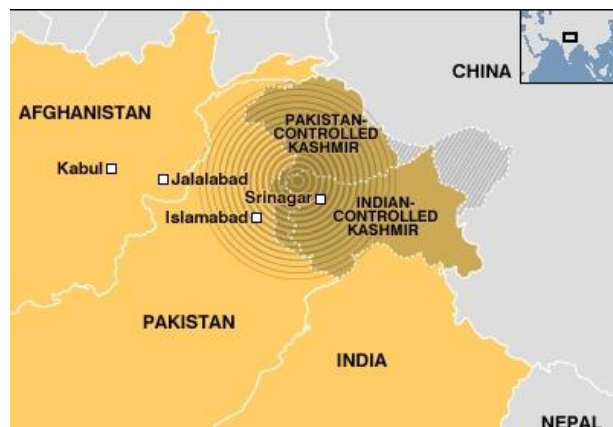 CHINA
AFGHANISTAN
PAKISTAN-
CONTROLLED
KASHMIR
Kabul
Jalalabad
Srinagar
Islamabad
INDIAN-
CONTROLLED
KASHMIR
PAKISTAN
INDIA
NEPAL